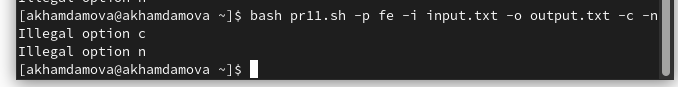 [akhamdamova@akhamdamova ~]$ bash pr11.sh -p fe -i input.txt -o output.txt -c -n
Illegal option c
Illegal option n
[akhamdamova@akhamdamova ~]$